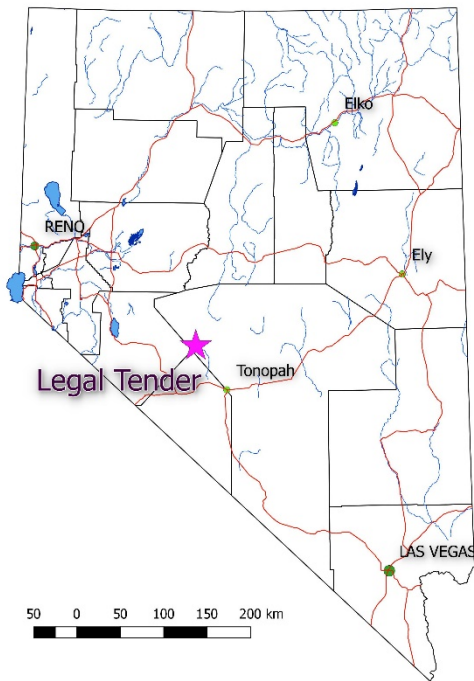 Elko
RENO
Ely
Legal Tender
Tonopah
LAS VEGAS
50 0 50 100 150 200 km